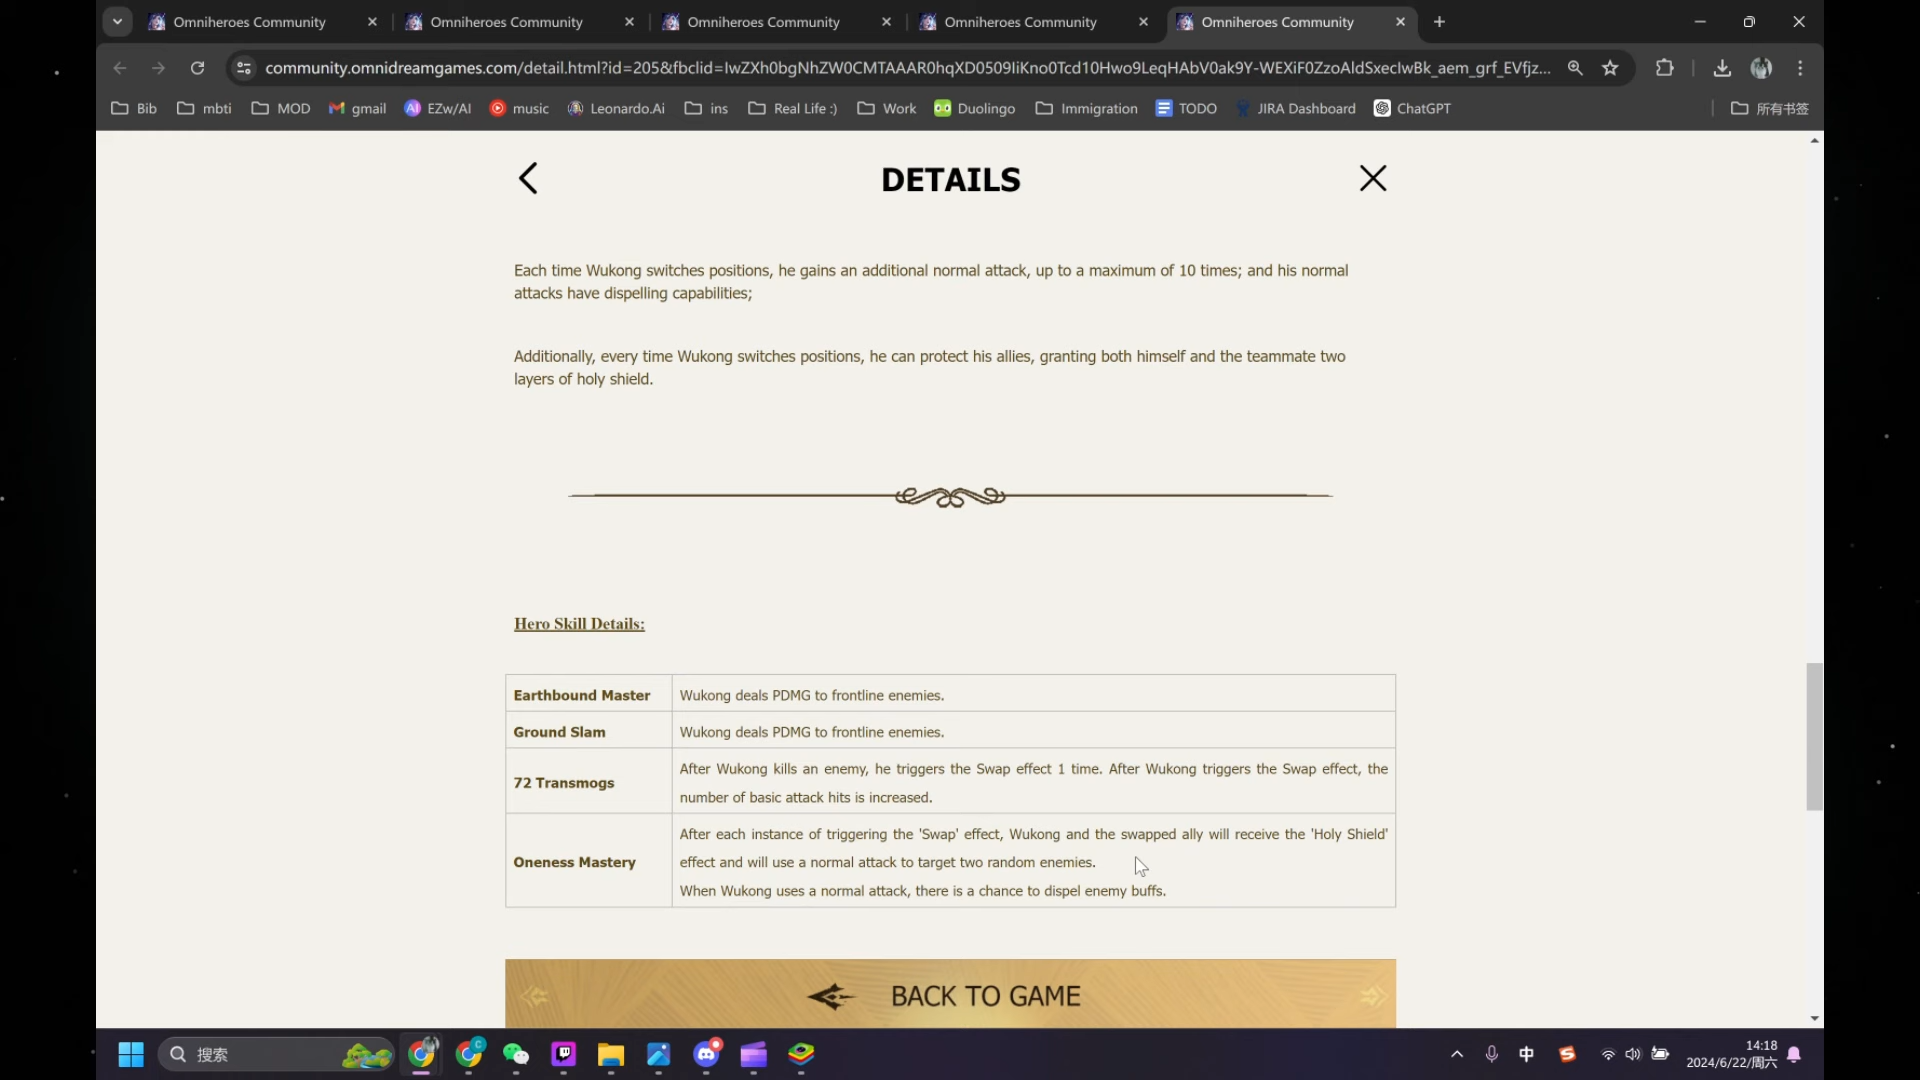 Omniheroes Community
Omniheroes Community
Omniheroes Community
Omniheroes Community
Omniheroes Community
community.omnidreamgames.com/detail.html?id=205&fbclid=IwZXh0bgNhZW0CMTAAAR0hqXD0509IiKno0Tcd10Hwo9LeqHAbV0ak9Y-WEXiF0ZzoAldSxeclwBk_aem_grf_EVfjz...
Bib
mbti
MOD
gmail
EZw/AI
music
Leonardo.Ai
ins
Real Life :)
Work
Duolingo
Immigration
TODO
JIRA Dashboard
ChatGPT
所有书签
DETAILS
Each time Wukong switches positions, he gains an additional normal attack, up to a maximum of 10 times; and his normal
attacks have dispelling capabilities;
Additionally, every time Wukong switches positions, he can protect his allies, granting both himself and the teammate two
layers of holy shield.
Hero Skill Details:
Earthbound Master
Wukong deals PDMG to frontline enemies.
Ground Slam
Wukong deals PDMG to frontline enemies.
72 Transmogs
After Wukong kills an enemy, he triggers the Swap effect 1 time. After Wukong triggers the Swap effect, the
number of basic attack hits is increased.
Oneness Mastery
After each instance of triggering the 'Swap' effect, Wukong and the swapped ally will receive the 'Holy Shield'
effect and will use a normal attack to target two random enemies.
When Wukong uses a normal attack, there is a chance to dispel enemy buffs.
BACK TO GAME
搜索
中
14:18
2024/6/22/周六